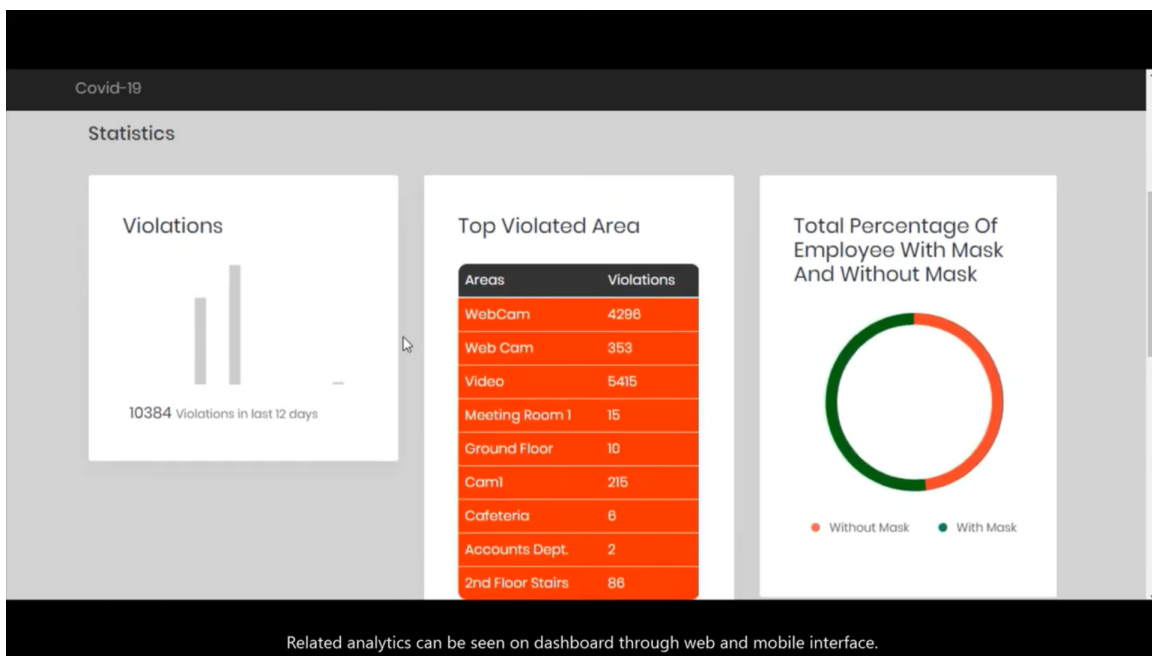 Covid-19
Statistics
Violations
10384 Violations in last 12 days
Top Violated Area
Areas Violations
WebCam 4296
Web Cam 353
Video 5415
Meeting Room 1 15
Ground Floor 10
Cam1 215
Cafeteria 6
Accounts Dept. 2
2nd Floor Stairs 86
Total Percentage Of
Employee With Mask
And Without Mask
Without Mask With Mask
Related analytics can be seen on dashboard through web and mobile interface.